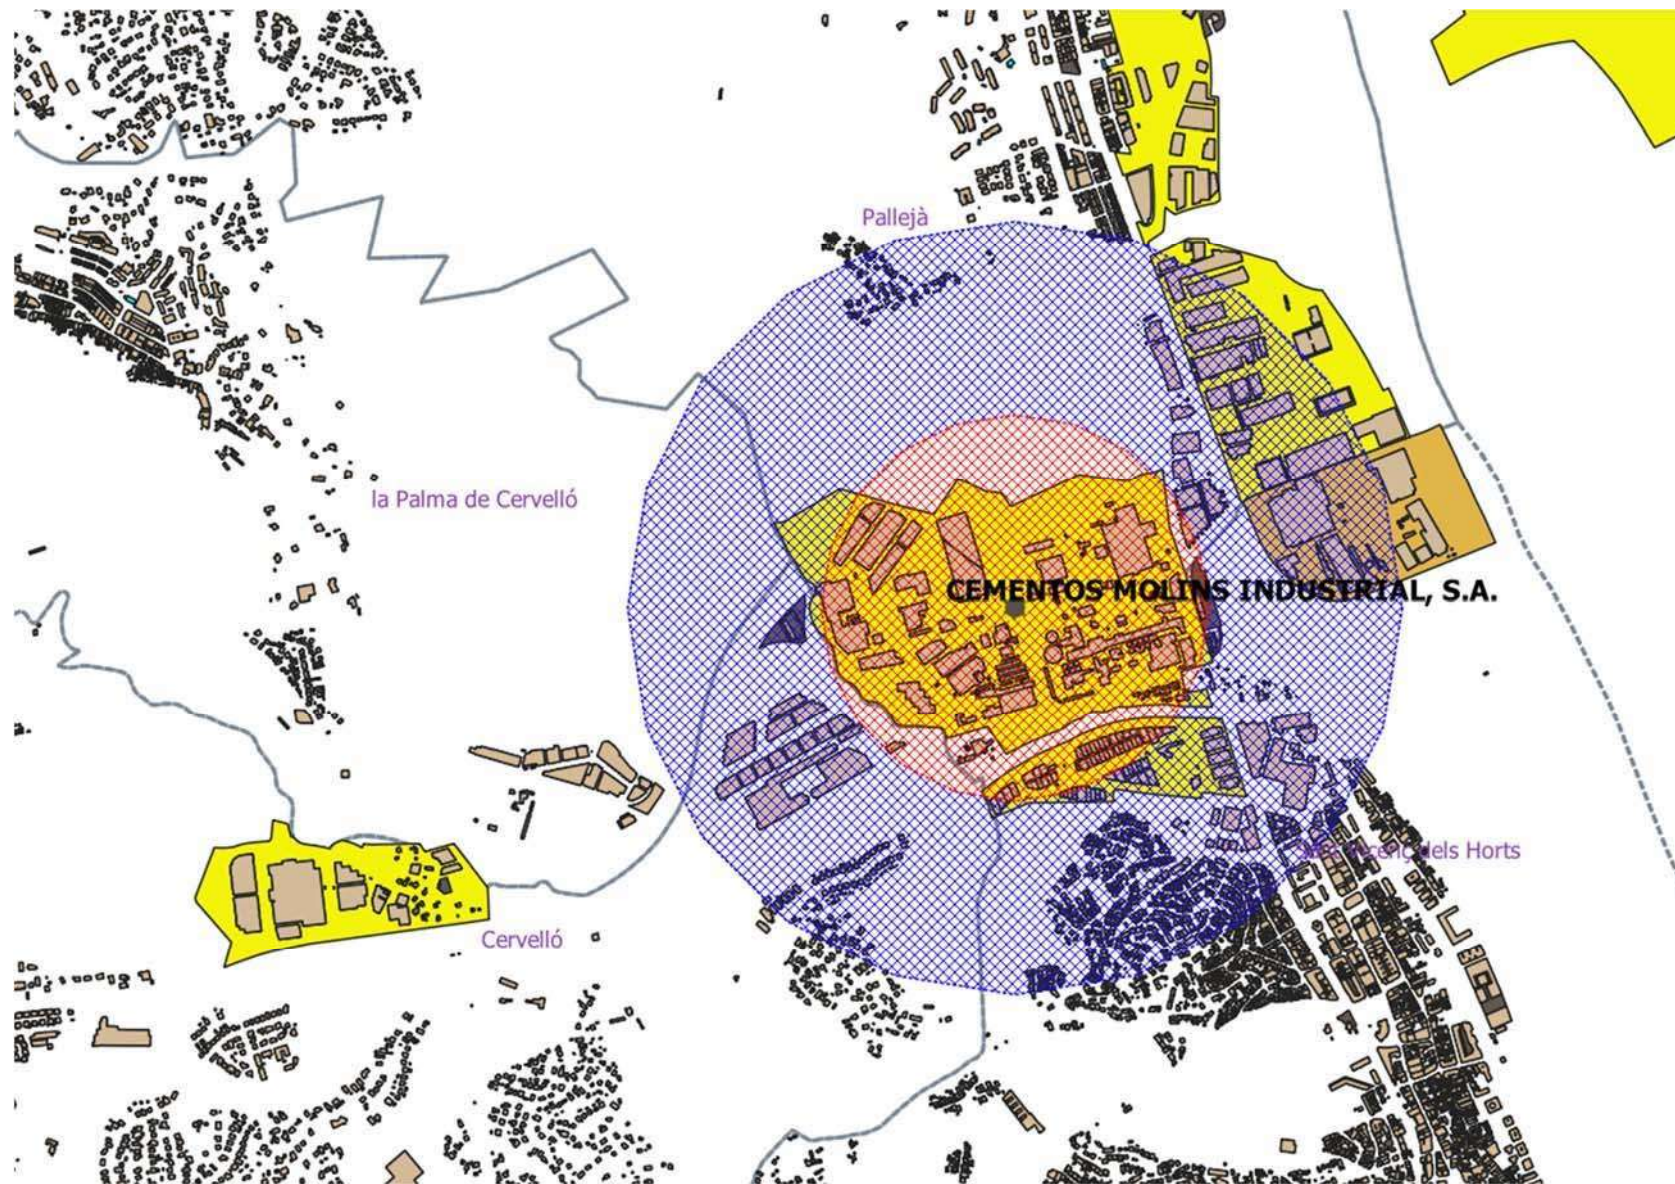 Pallejà
la Palma de Cervelló
CEMENTOS MOLINS INDUSTRIAL, S.A.
dels Horts
Cervelló